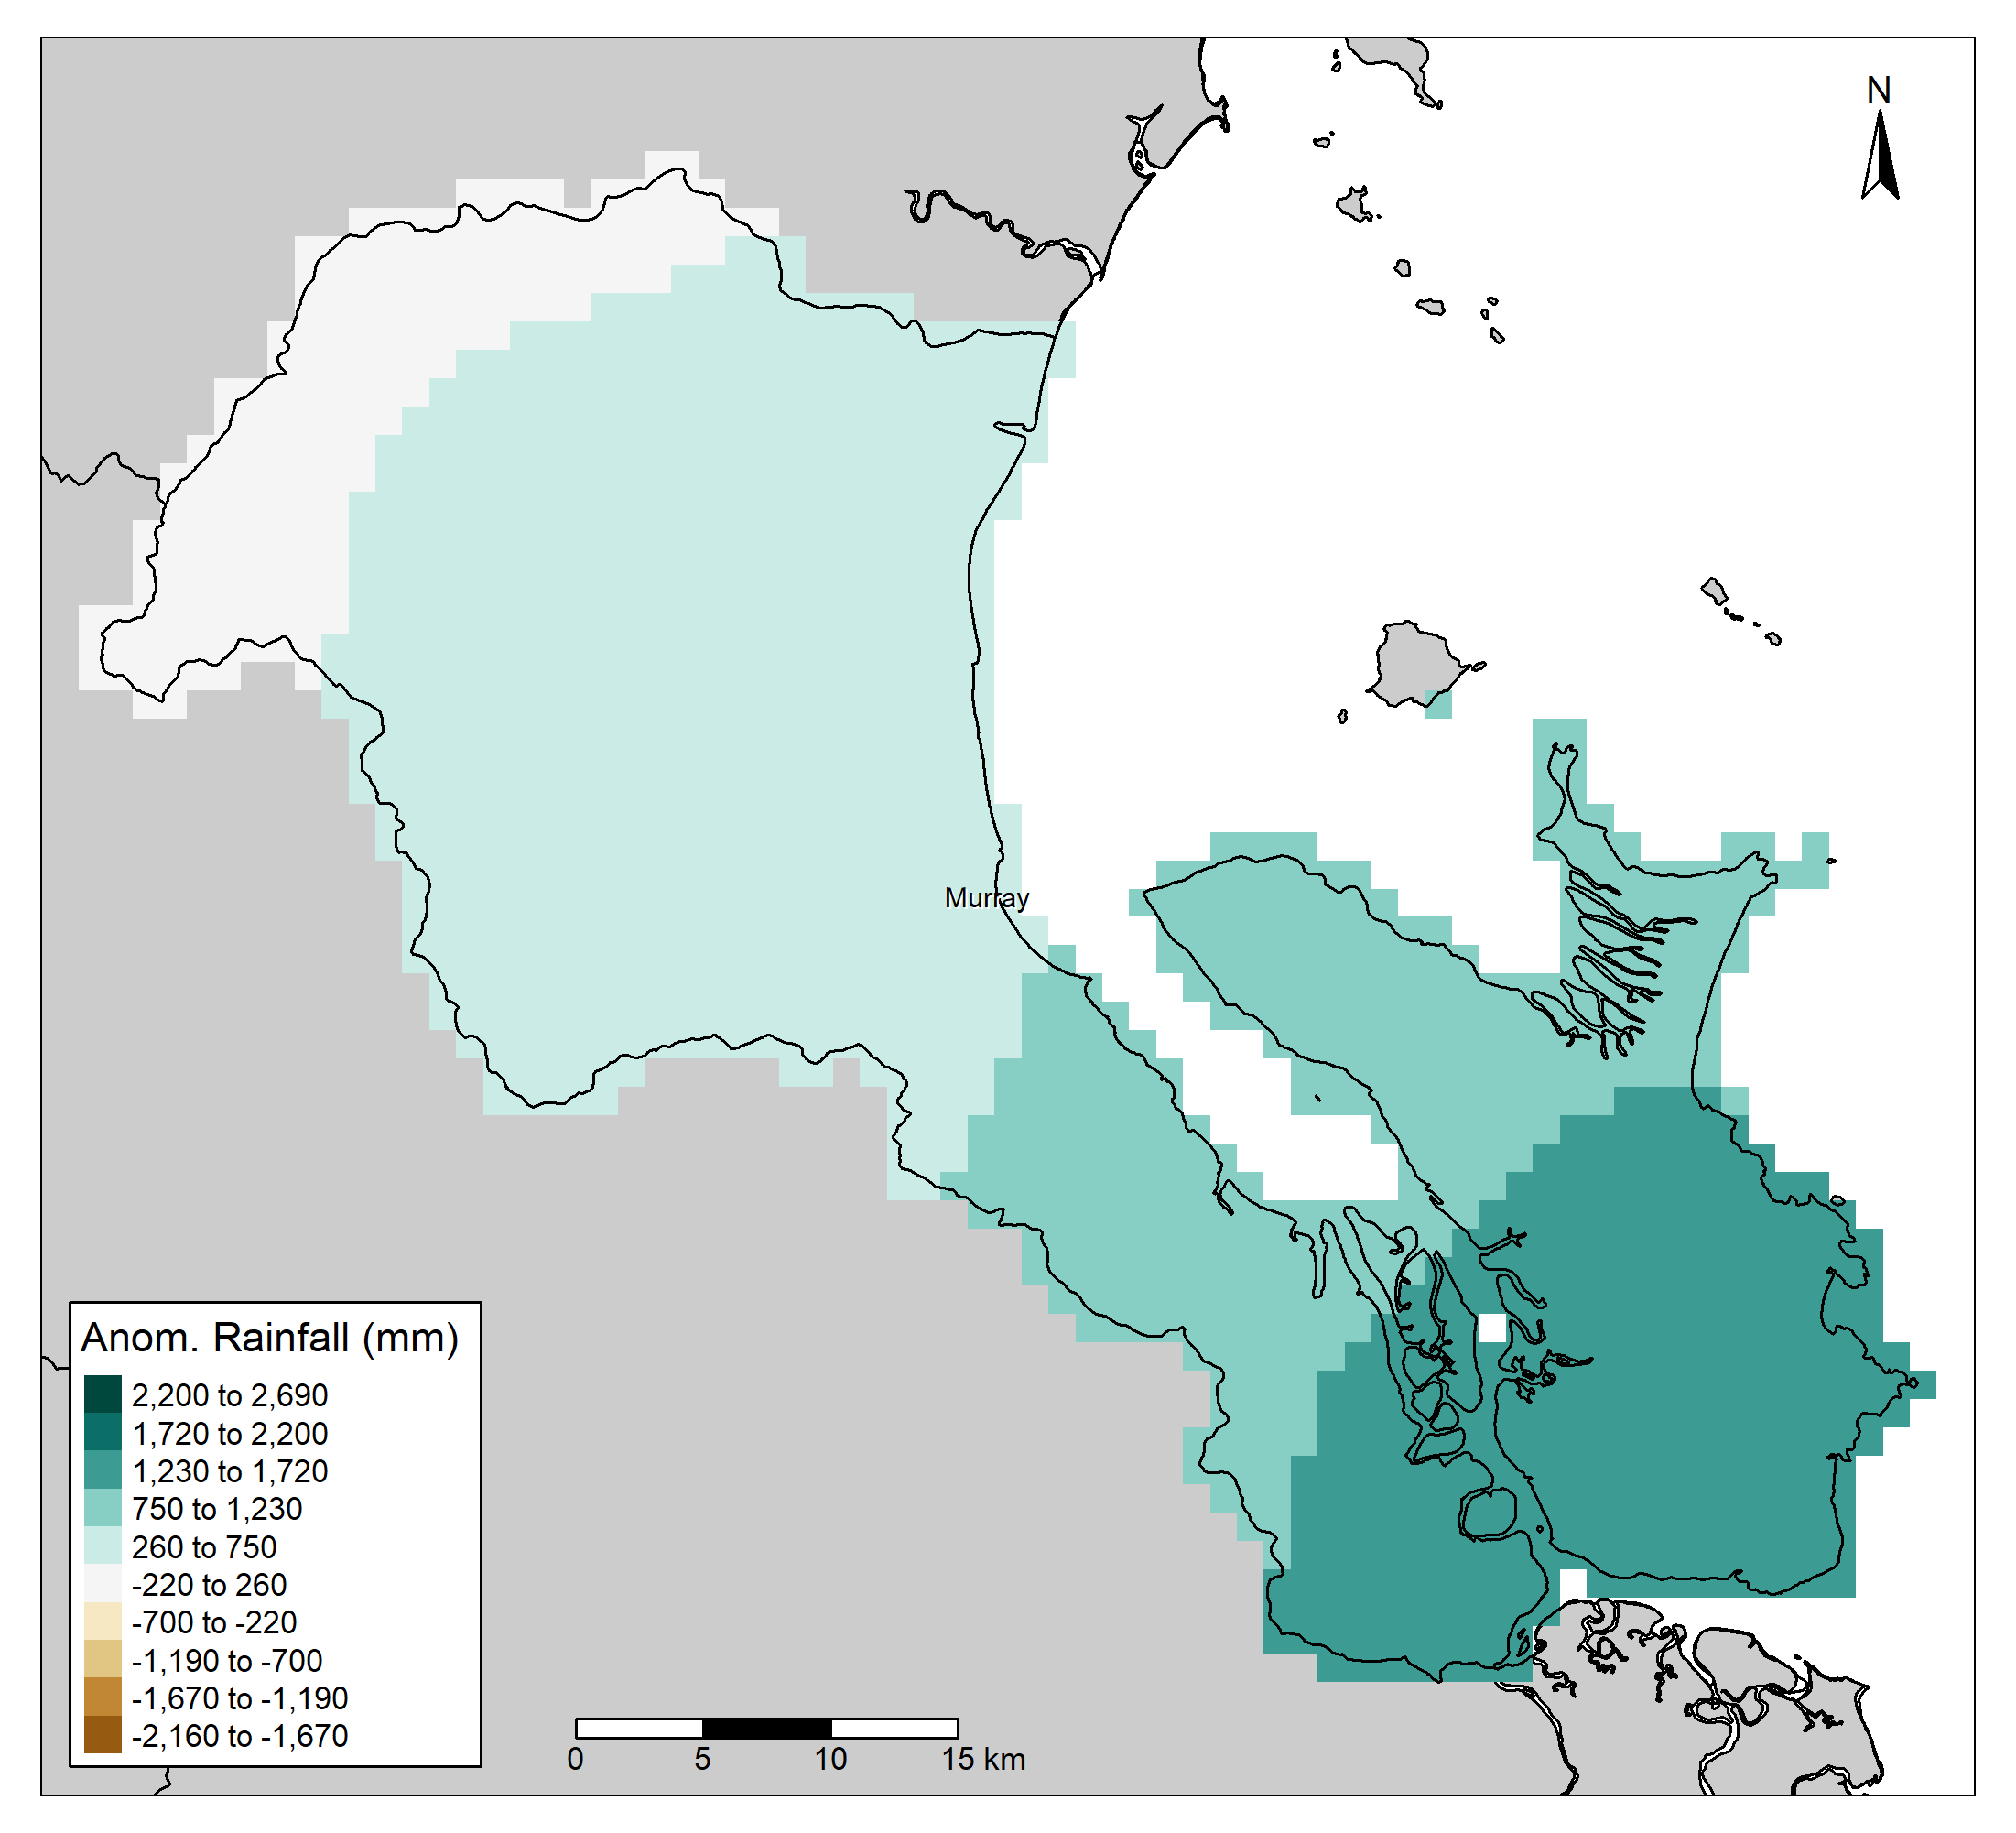 N
Murray
Anom. Rainfall (mm)
2,200 to 2,690
1,720 to 2,200
1,230 to 1,720
750 to 1,230
260 to 750
-220 to 260
-700 to -220
-1,190 to -700
-1,670 to -1,190
-2,160 to -1,670
0 5 10 15 km